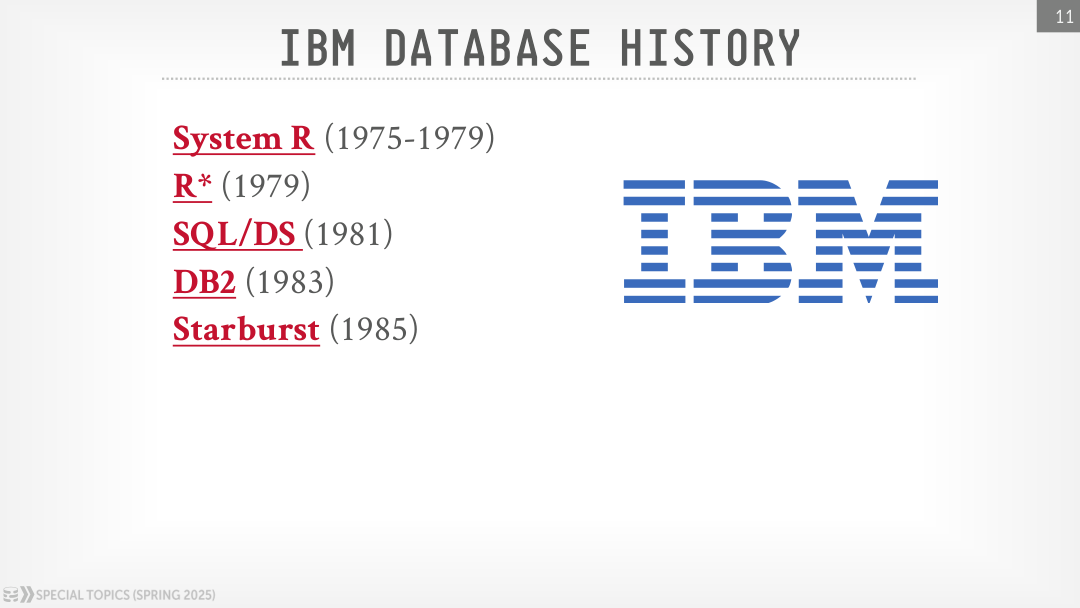 11
IBM DATABASE HISTORY
System R (1975-1979)
R* (1979)
SQL/DS (1981)
DB2 (1983)
Starburst (1985)
IBM
SPECIAL TOPICS (SPRING 2025)